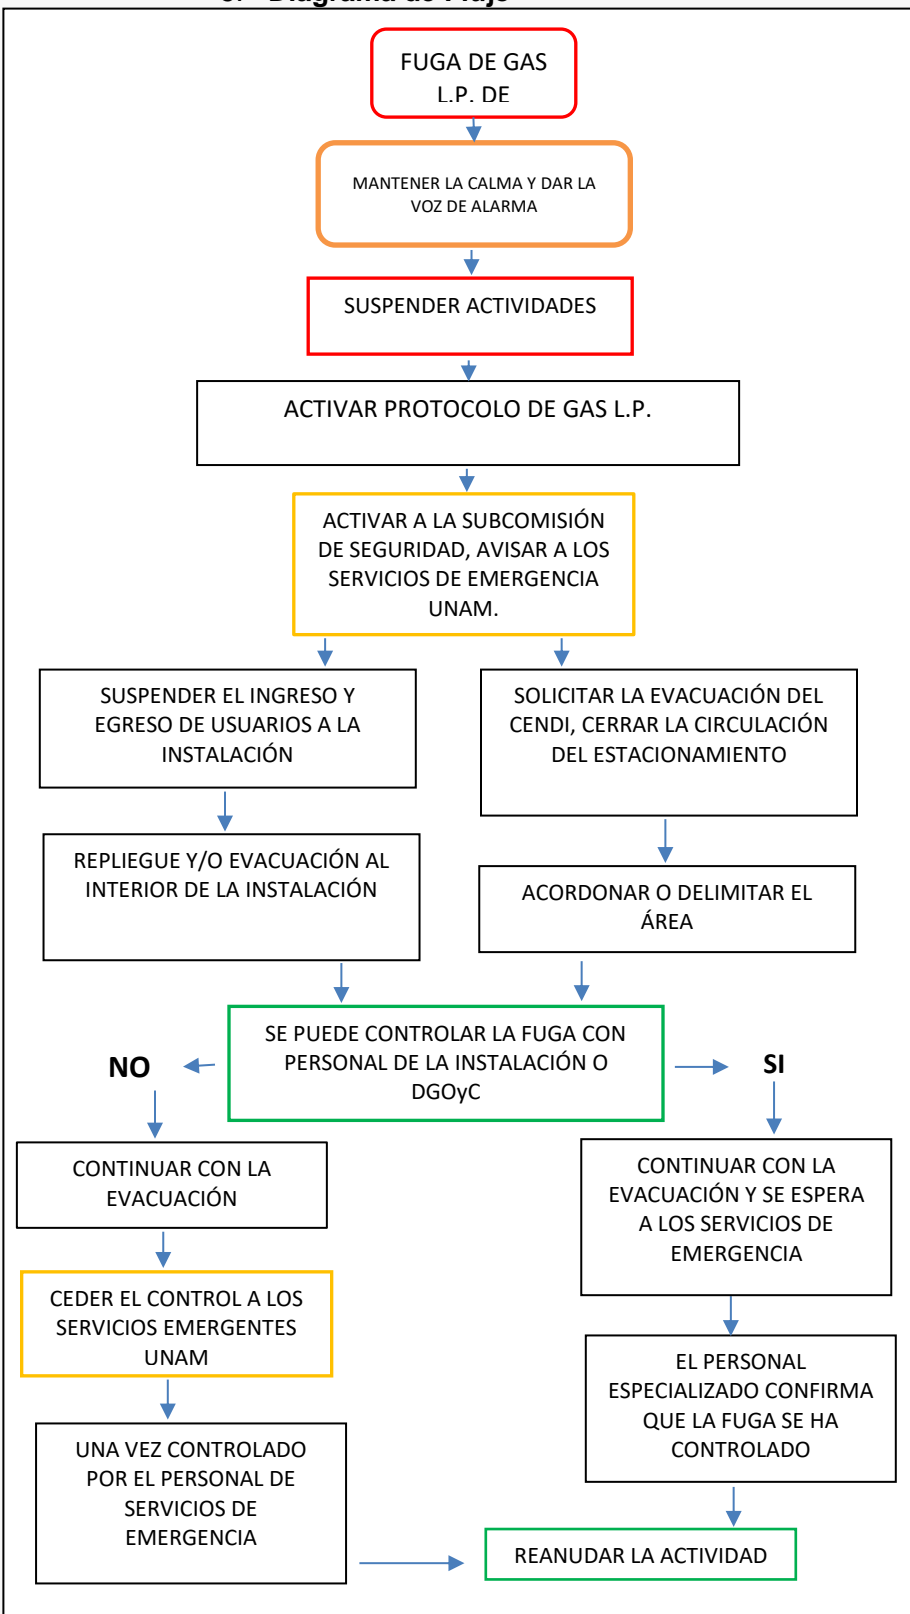 Diagrama de Flujo
FUGA DE GAS
L.P. DE
MANTENER LA CALMA Y DAR LA
VOZ DE ALARMA
SUSPENDER ACTIVIDADES
ACTIVAR PROTOCOLO DE GAS L.P.
ACTIVAR A LA SUBCOMISIÓN
DE SEGURIDAD, AVISAR A LOS
SERVICIOS DE EMERGENCIA
UNAM.
SUSPENDER EL INGRESO Y
EGRESO DE USUARIOS A LA
INSTALACIÓN
SOLICITAR LA EVACUACIÓN DEL
CENDI, CERRAR LA CIRCULACIÓN
DEL ESTACIONAMIENTO
REPLIEGUE Y/O EVACUACIÓN AL
INTERIOR DE LA INSTALACIÓN
ACORDONAR O DELIMITAR EL
ÁREA
SE PUEDE CONTROLAR LA FUGA CON
PERSONAL DE LA INSTALACIÓN O
DGOyC
NO
SI
CONTINUAR CON LA
EVACUACIÓN
CONTINUAR CON LA
EVACUACIÓN Y SE ESPERA
A LOS SERVICIOS DE
EMERGENCIA
CEDER EL CONTROL A LOS
SERVICIOS EMERGENTES
UNAM
EL PERSONAL
ESPECIALIZADO CONFIRMA
QUE LA FUGA SE HA
CONTROLADO
UNA VEZ CONTROLADO
POR EL PERSONAL DE
SERVICIOS DE
EMERGENCIA
REANUDAR LA ACTIVIDAD